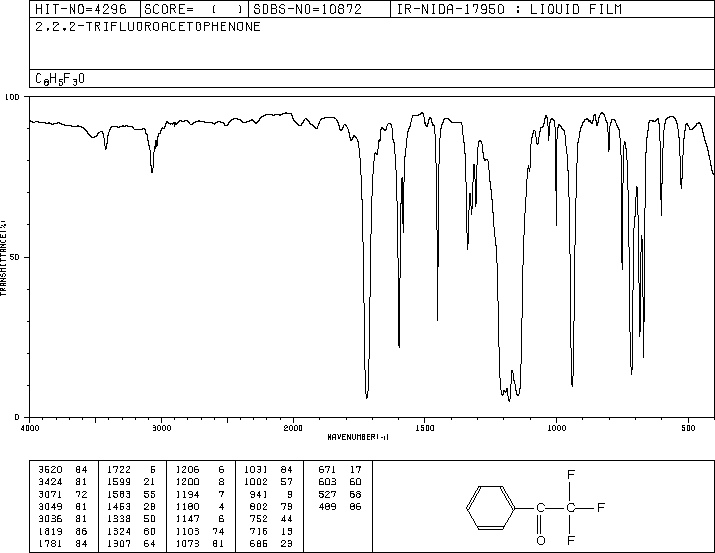 HIT-NO=4296 SCORE= ( ) SDBS-NO=10872 IR-NIDA-17950 : LIQUID FILM
2,2,2-TRIFLUOROACETOPHENONE
C8H5F3O
100
50
0
TRANSMITTANCE(%)
4000 3000 2000 1500 1000 500
WAVENUMBER(-1)
3520 84 1722 5 1206 6 1031 84 671 17
3424 81 1599 21 1200 8 1002 57 603 60
3071 72 1583 55 1194 7 941 9 527 68
3049 81 1453 28 1180 4 802 79 489 86
3036 81 1338 50 1147 6 752 44
1819 86 1324 60 1103 74 716 13
1781 84 1307 64 1073 81 686 23
F
C C F
O F